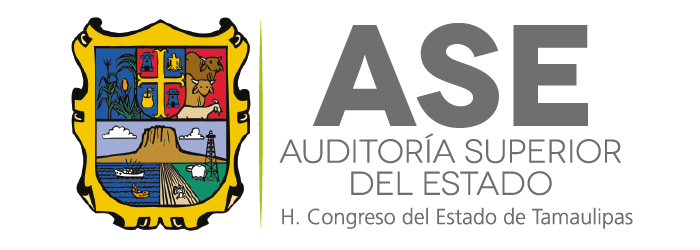 ASE
AUDITORÍA SUPERIOR
DEL ESTADO
H. Congreso del Estado de Tamaulipas